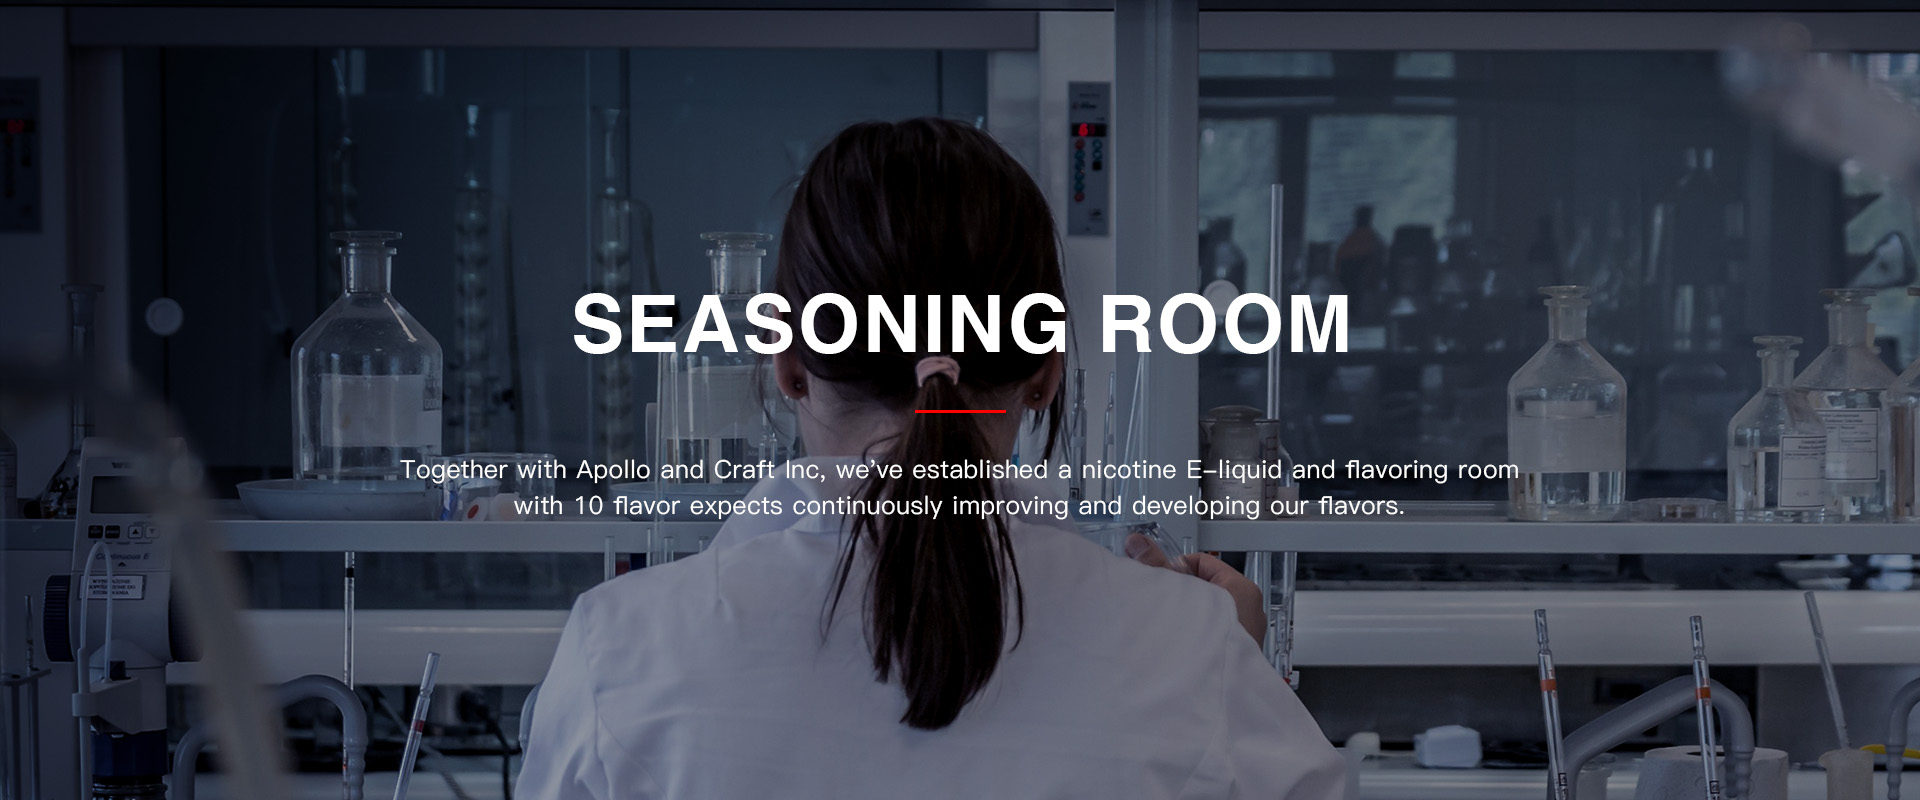 SEASONING ROOM
Together with Apollo and Craft Inc, we've established a nicotine E-liquid and flavoring room
with 10 flavor expects continuously improving and developing our flavors.